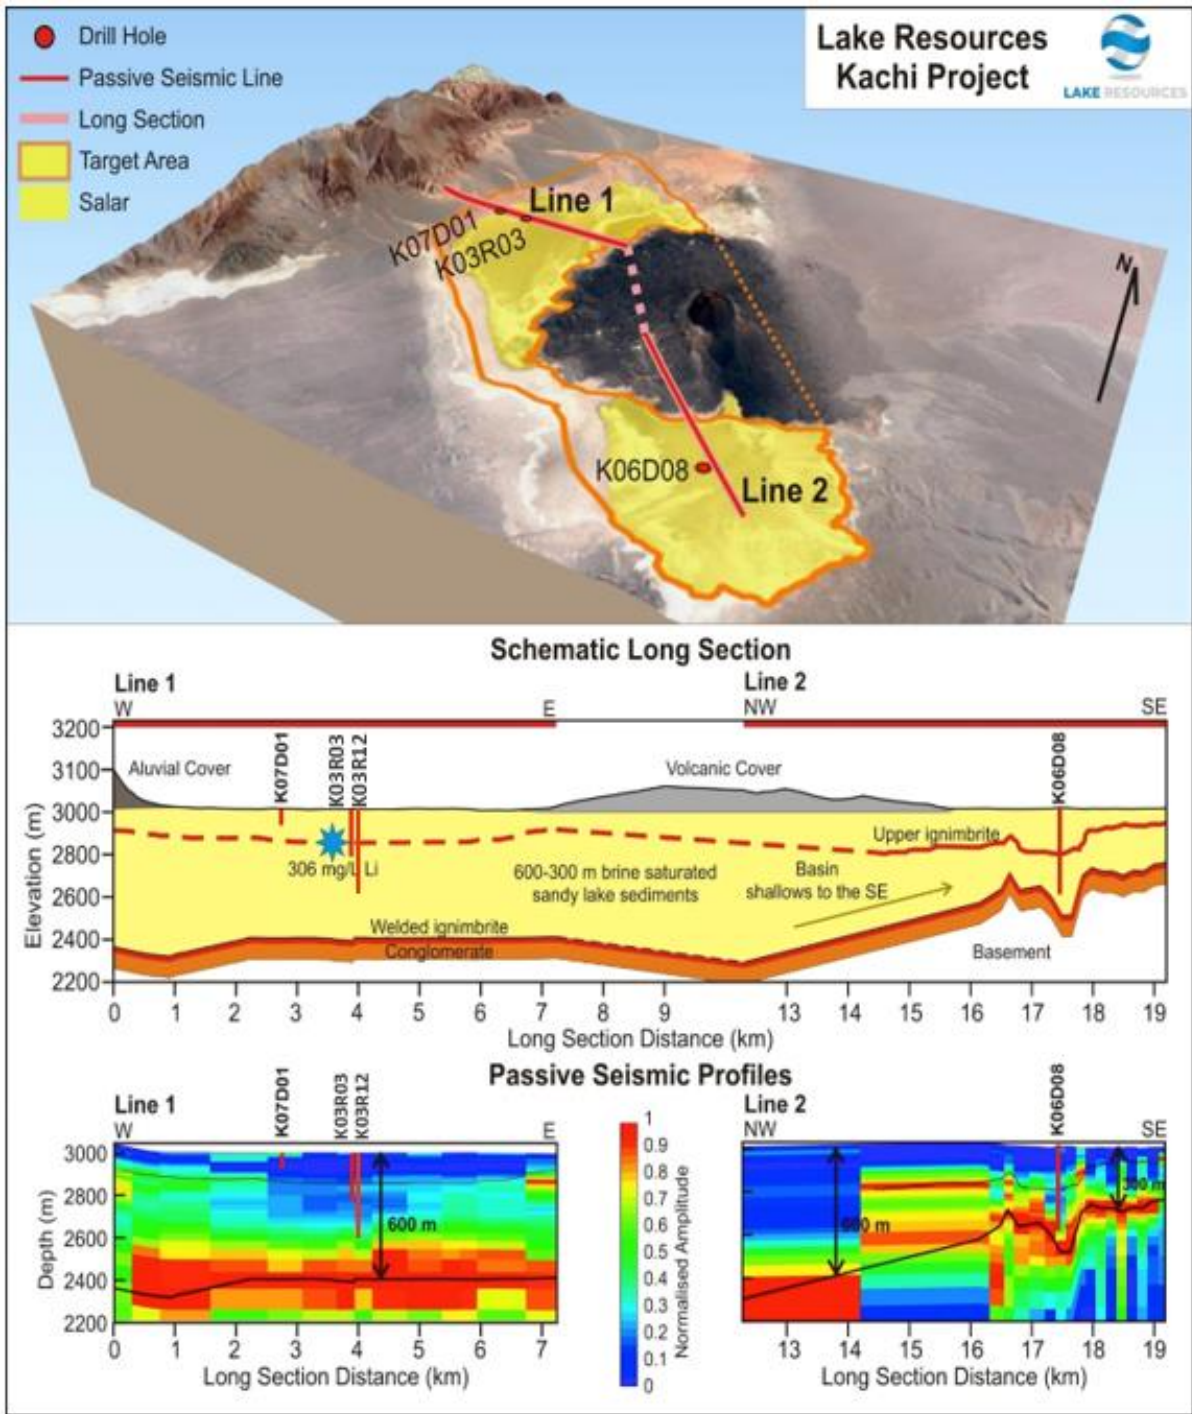 Drill Hole
Passive Seismic Line
Long Section
Target Area
Salar
Lake Resources
Kachi Project
LAKE RESOURCES
N
Line 1
K07D01
K03R03
K06D08
Line 2
Schematic Long Section
Line 1
Line 2
W
E
NW
SE
3200
3100
3000
2800
2600
2400
2200
Elevation (m)
Aluvial Cover
K07D01
K03R03
K03R12
Volcanic Cover
K06D08
306 mg/L Li
Upper ignimbrite
600-300 m brine saturated
sandy lake sediments
Basin
shallows to the SE
Welded ignimbrite
Conglomerate
Basement
0 1 2 3 4 5 6 7 9 13 14 15 16 17 18 19
Long Section Distance (km)
Passive Seismic Profiles
Line 1
W
E
K07D01
K03R03
K03R12
3000
2800
2600
2400
2200
Depth (m)
600 m
0 1 2 3 4 5 6 7
Long Section Distance (km)
1
0.9
0.8
0.7
0.6
0.5
0.4
0.3
0.2
0.1
0
Normalised Amplitude
Line 2
NW
SE
K06D08
600 m
300 m
13 14 15 16 17 18 19
Long Section Distance (km)